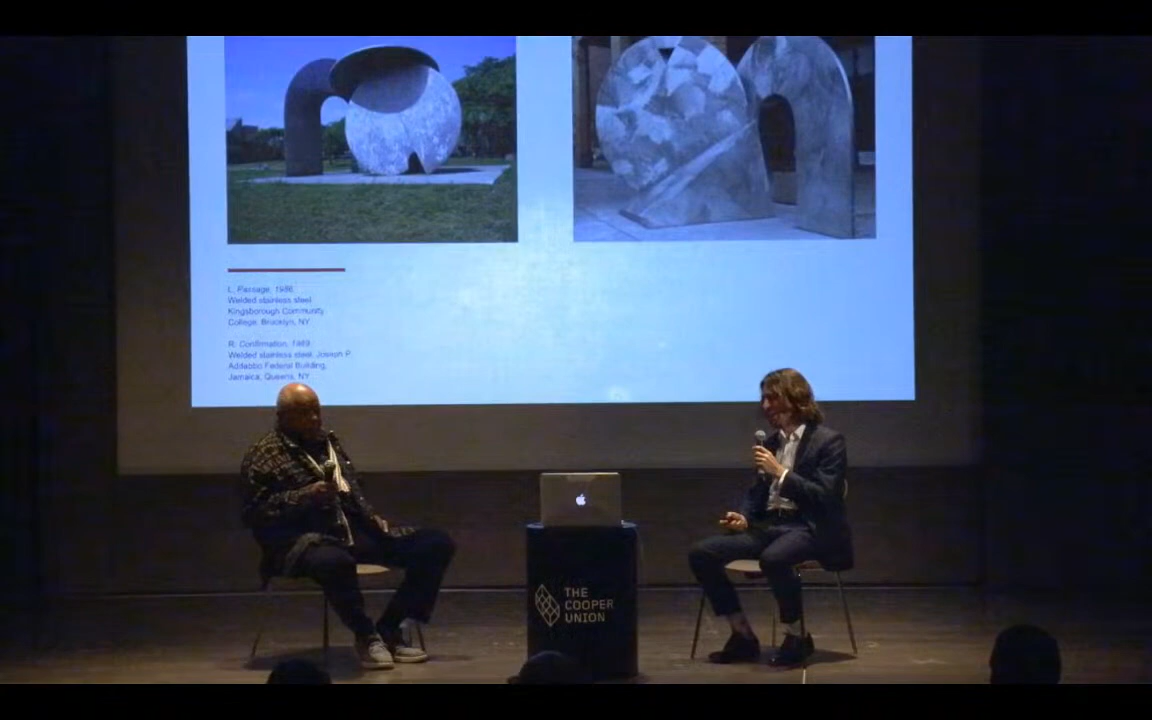 L. Passage, 1986.
Welded stainless steel.
Kingsborough Community
College, Brooklyn, NY
R. Confirmation, 1989.
Welded stainless steel. Joseph P.
Addabbo Federal Building,
Jamaica, Queens, NY
THE
COOPER
UNION